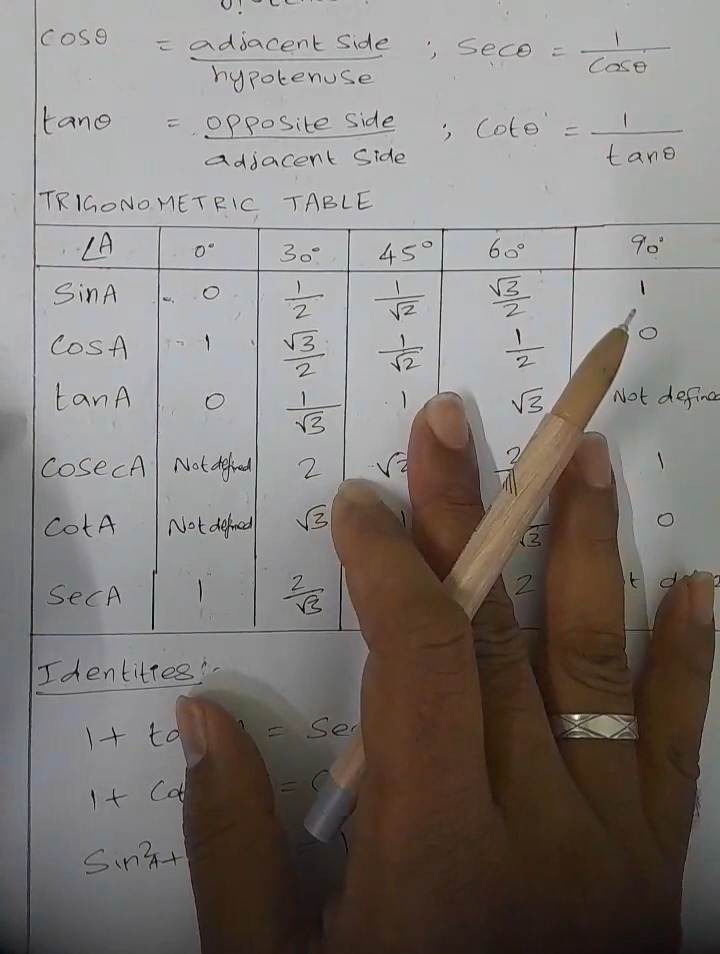 cosθ = adjacent side / hypotenuse ; secθ = 1 / cosθ
tanθ = opposite side / adjacent side ; cotθ = 1 / tanθ
TRIGONOMETRIC TABLE
∠A 0° 30° 45° 60° 90°
SinA 0 1/2 1/√2 √3/2 1
CosA 1 √3/2 1/√2 1/2 0
tanA 0 1/√3 1 √3 Not
CosecA Not defined 2 2 1
CotA Not defined √3 1 √3 0
SecA 1 2/√3 2
Identities:-
1+ =
1+ =
Sin²A+